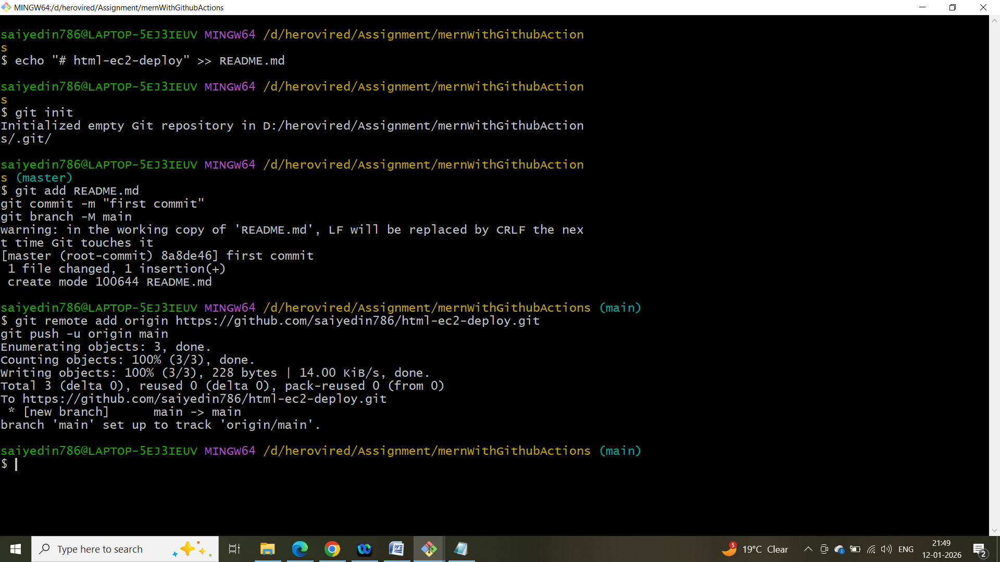 MINGW64:/d/herovired/Assignment/mernWithGithubActions
saiyedin786@LAPTOP-5EJ3IEUV MINGW64 /d/herovired/Assignment/mernWithGithubAction
s
$ echo "# html-ec2-deploy" >> README.md
saiyedin786@LAPTOP-5EJ3IEUV MINGW64 /d/herovired/Assignment/mernWithGithubAction
s
$ git init
Initialized empty Git repository in D:/herovired/Assignment/mernWithGithubAction
s/.git/
saiyedin786@LAPTOP-5EJ3IEUV MINGW64 /d/herovired/Assignment/mernWithGithubAction
s (master)
$ git add README.md
git commit -m "first commit"
git branch -M main
warning: in the working copy of 'README.md', LF will be replaced by CRLF the nex
t time Git touches it
[master (root-commit) 8a8de46] first commit
 1 file changed, 1 insertion(+)
 create mode 100644 README.md
saiyedin786@LAPTOP-5EJ3IEUV MINGW64 /d/herovired/Assignment/mernWithGithubActions (main)
$ git remote add origin https://github.com/saiyedin786/html-ec2-deploy.git
git push -u origin main
Enumerating objects: 3, done.
Counting objects: 100% (3/3), done.
Writing objects: 100% (3/3), 228 bytes | 14.00 KiB/s, done.
Total 3 (delta 0), reused 0 (delta 0), pack-reused 0 (from 0)
To https://github.com/saiyedin786/html-ec2-deploy.git
 * [new branch]      main -> main
branch 'main' set up to track 'origin/main'.
saiyedin786@LAPTOP-5EJ3IEUV MINGW64 /d/herovired/Assignment/mernWithGithubActions (main)
$
Type here to search
5
19°C Clear
ENG
21:49
12-01-2026
2